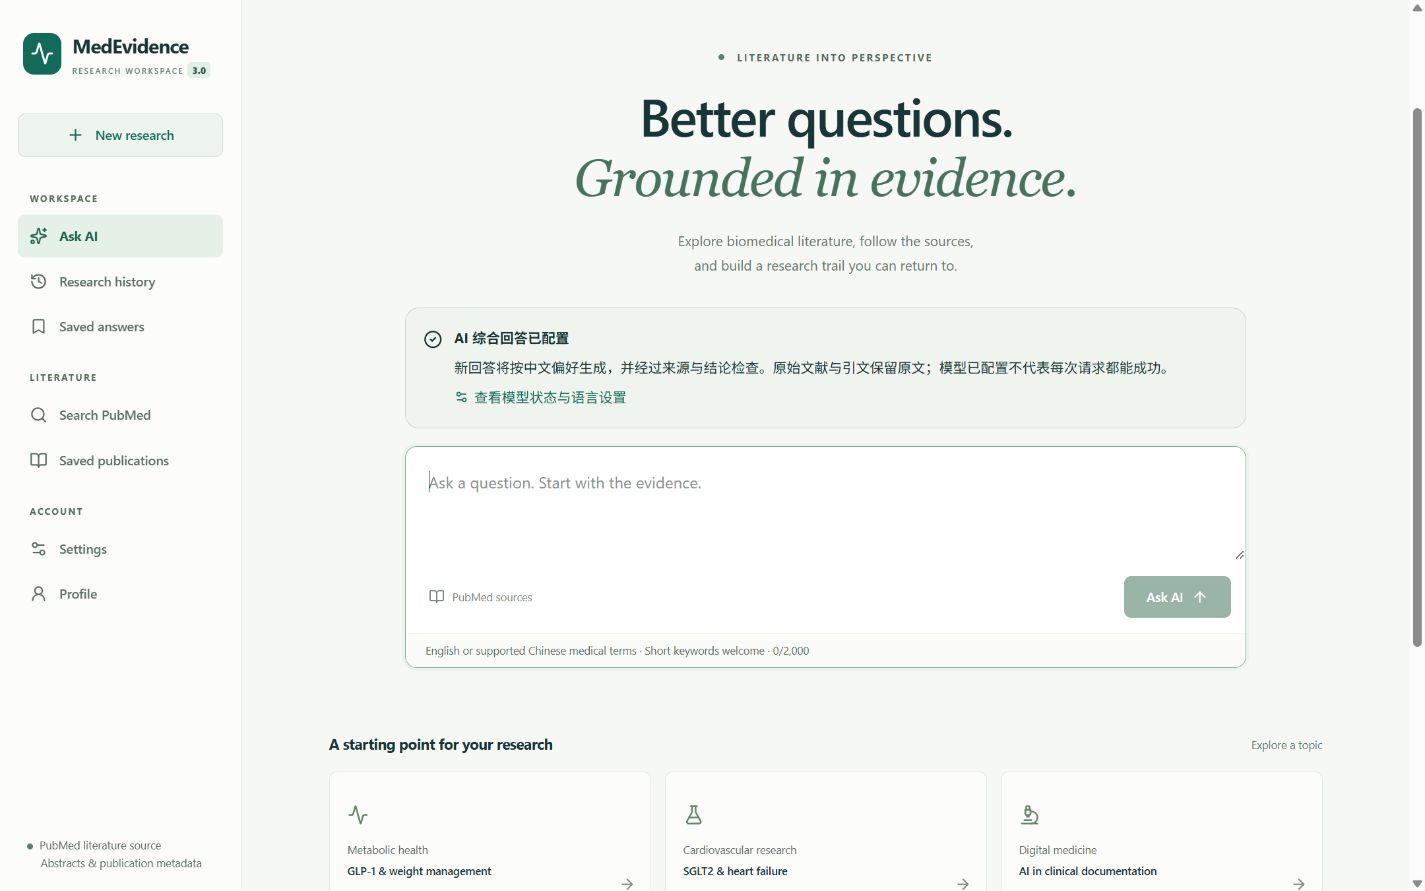 MedEvidence
RESEARCH WORKSPACE 3.0
New research
WORKSPACE
Ask AI
Research history
Saved answers
LITERATURE
Search PubMed
Saved publications
ACCOUNT
Settings
Profile
PubMed literature source
Abstracts & publication metadata
LITERATURE INTO PERSPECTIVE
Better questions.
Grounded in evidence.
Explore biomedical literature, follow the sources,
and build a research trail you can return to.
AI 综合回答已配置
新回答将按中文偏好生成，并经过来源与结论检查。原始文献与引文保留原文；模型已配置不代表每次请求都能成功。
查看模型状态与语言设置
Ask a question. Start with the evidence.
PubMed sources
Ask AI
English or supported Chinese medical terms · Short keywords welcome · 0/2,000
A starting point for your research
Explore a topic
Metabolic health
GLP-1 & weight management
Cardiovascular research
SGLT2 & heart failure
Digital medicine
AI in clinical documentation